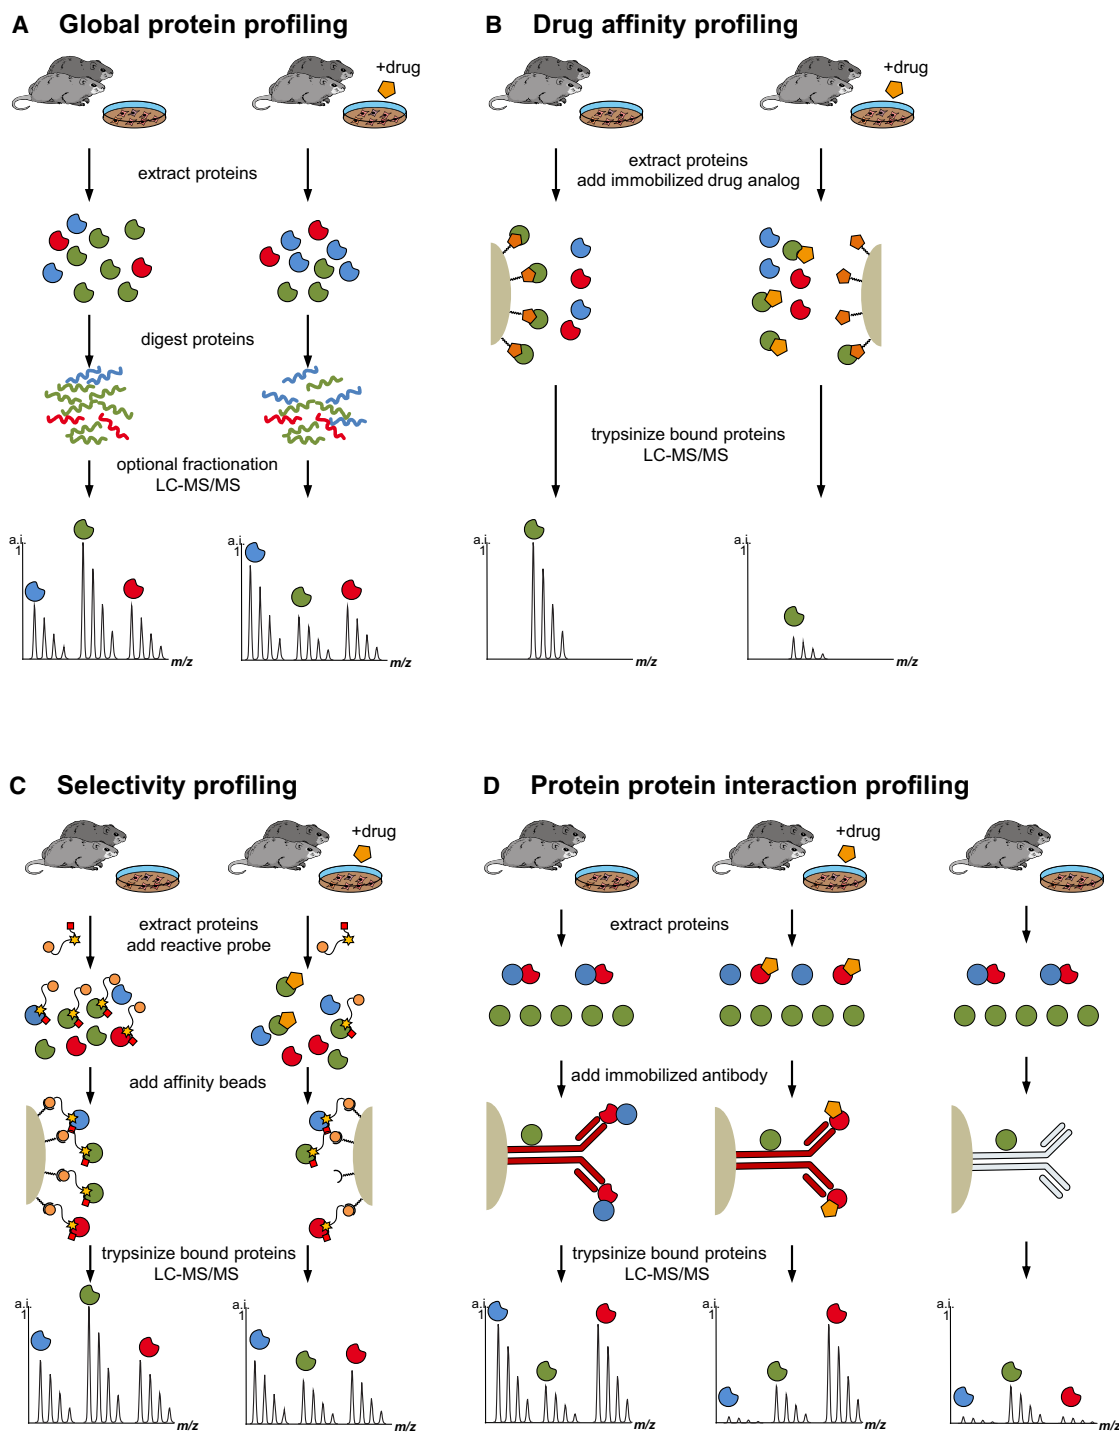 A Global protein profiling
+drug
extract proteins
digest proteins
optional fractionation
LC-MS/MS
a.i.
1
m/z
a.i.
1
m/z
B Drug affinity profiling
+drug
extract proteins
add immobilized drug analog
trypsinize bound proteins
LC-MS/MS
a.i.
1
m/z
a.i.
1
m/z
C Selectivity profiling
+drug
extract proteins
add reactive probe
add affinity beads
trypsinize bound proteins
LC-MS/MS
a.i.
1
m/z
a.i.
1
m/z
D Protein protein interaction profiling
+drug
extract proteins
add immobilized antibody
trypsinize bound proteins
LC-MS/MS
a.i.
1
m/z
a.i.
1
m/z
a.i.
1
m/z